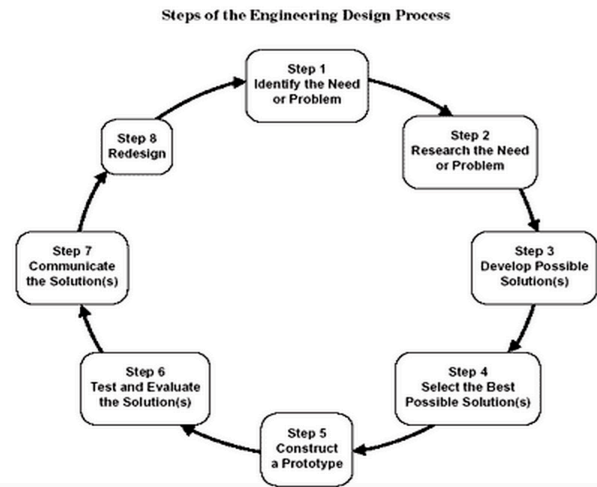 Steps of the Engineering Design Process
Step 1
Identify the Need
or Problem
Step 2
Research the Need
or Problem
Step 3
Develop Possible
Solution(s)
Step 4
Select the Best
Possible Solution(s)
Step 5
Construct
a Prototype
Step 6
Test and Evaluate
the Solution(s)
Step 7
Communicate
the Solution(s)
Step 8
Redesign